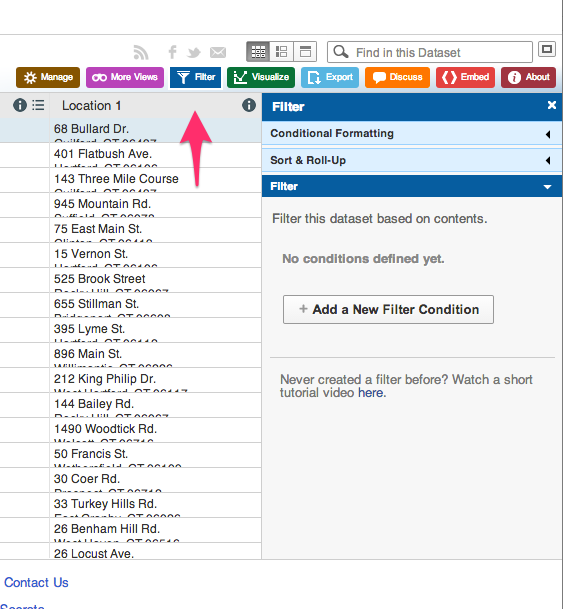 Find in this Dataset
Manage
More Views
Filter
Visualize
Export
Discuss
Embed
About
Location 1
68 Bullard Dr.
401 Flatbush Ave.
143 Three Mile Course
945 Mountain Rd.
75 East Main St.
15 Vernon St.
525 Brook Street
655 Stillman St.
395 Lyme St.
896 Main St.
212 King Philip Dr.
144 Bailey Rd.
1490 Woodtick Rd.
50 Francis St.
30 Coer Rd.
33 Turkey Hills Rd.
26 Benham Hill Rd.
26 Locust Ave.
Filter
Conditional Formatting
Sort & Roll-Up
Filter
Filter this dataset based on contents.
No conditions defined yet.
+ Add a New Filter Condition
Never created a filter before? Watch a short
tutorial video here.
Contact Us